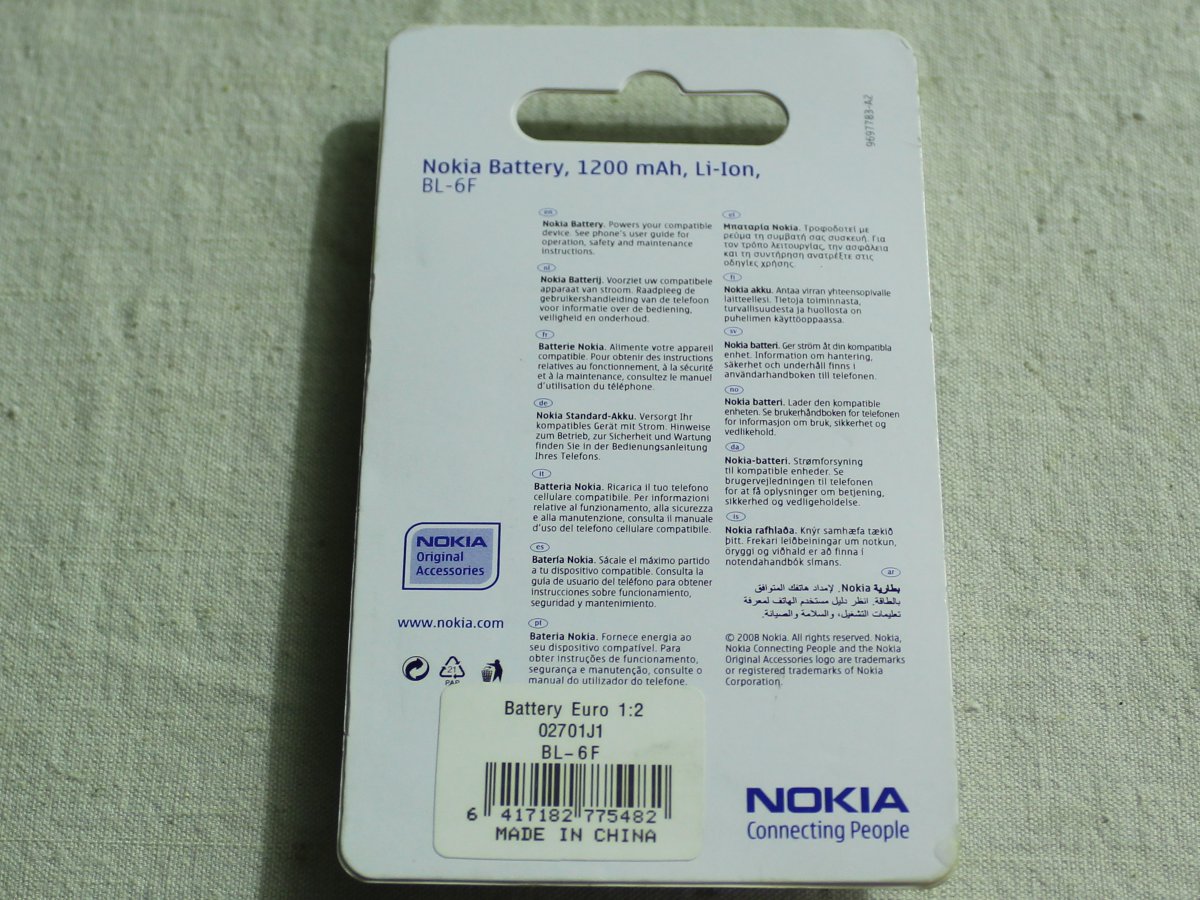 9697783-A2
Nokia Battery, 1200 mAh, Li-Ion,
BL-6F
en
Nokia Battery. Powers your compatible
device. See phone's user guide for
operation, safety and maintenance
instructions.
nl
Nokia Batterij. Voorziet uw compatibele
apparaat van stroom. Raadpleeg de
gebruikershandleiding van de telefoon
voor informatie over de bediening,
veiligheid en onderhoud.
fr
Batterie Nokia. Alimente votre appareil
compatible. Pour obtenir des instructions
relatives au fonctionnement, à la sécurité
et à la maintenance, consultez le manuel
d'utilisation du téléphone.
de
Nokia Standard-Akku. Versorgt Ihr
kompatibles Gerät mit Strom. Hinweise
zum Betrieb, zur Sicherheit und Wartung
finden Sie in der Bedienungsanleitung
Ihres Telefons.
it
Batteria Nokia. Ricarica il tuo telefono
cellulare compatibile. Per informazioni
relative al funzionamento, alla sicurezza
e alla manutenzione, consulta il manuale
d'uso del telefono cellulare compatibile.
es
Batería Nokia. Sácale el máximo partido
a tu dispositivo compatible. Consulta la
guía de usuario del teléfono para obtener
instrucciones sobre funcionamiento,
seguridad y mantenimiento.
pt
Bateria Nokia. Fornece energia ao
seu dispositivo compatível. Para
obter instruções de funcionamento,
segurança e manutenção, consulte o
manual do utilizador do telefone.
el
Μπαταρία Nokia. Τροφοδοτεί με
ρεύμα τη συμβατή σας συσκευή. Για
τον τρόπο λειτουργίας, την ασφάλεια
και τη συντήρηση ανατρέξτε στις
οδηγίες χρήσης.
fi
Nokia akku. Antaa virran yhteensopivalle
laitteellesi. Tietoja toiminnasta,
turvallisuudesta ja huollosta on
puhelimen käyttöoppaassa.
sv
Nokia batteri. Ger ström åt din kompatibla
enhet. Information om hantering,
säkerhet och underhåll finns i
användarhandboken till telefonen.
no
Nokia batteri. Lader den kompatible
enheten. Se brukerhåndboken for telefonen
for informasjon om bruk, sikkerhet og
vedlikehold.
da
Nokia-batteri. Strømforsyning
til kompatible enheder. Se
brugervejledningen til telefonen
for at få oplysninger om betjening,
sikkerhed og vedligeholdelse.
is
Nokia rafhlaða. Knýr samhæfa tækið
þitt. Frekari leiðbeiningar um notkun,
öryggi og viðhald er að finna í
notendahandbók símans.
ar
بطارية Nokia. لإمداد هاتفك المتوافق
بالطاقة. انظر دليل مستخدم الهاتف لمعرفة
تعليمات التشغيل، والسلامة والصيانة.
© 2008 Nokia. All rights reserved. Nokia,
Nokia Connecting People and the Nokia
Original Accessories logo are trademarks
or registered trademarks of Nokia
Corporation.
NOKIA
Original
Accessories
www.nokia.com
21
PAP
Battery Euro 1:2
02701J1
BL-6F
6 417182 775482
MADE IN CHINA
NOKIA
Connecting People